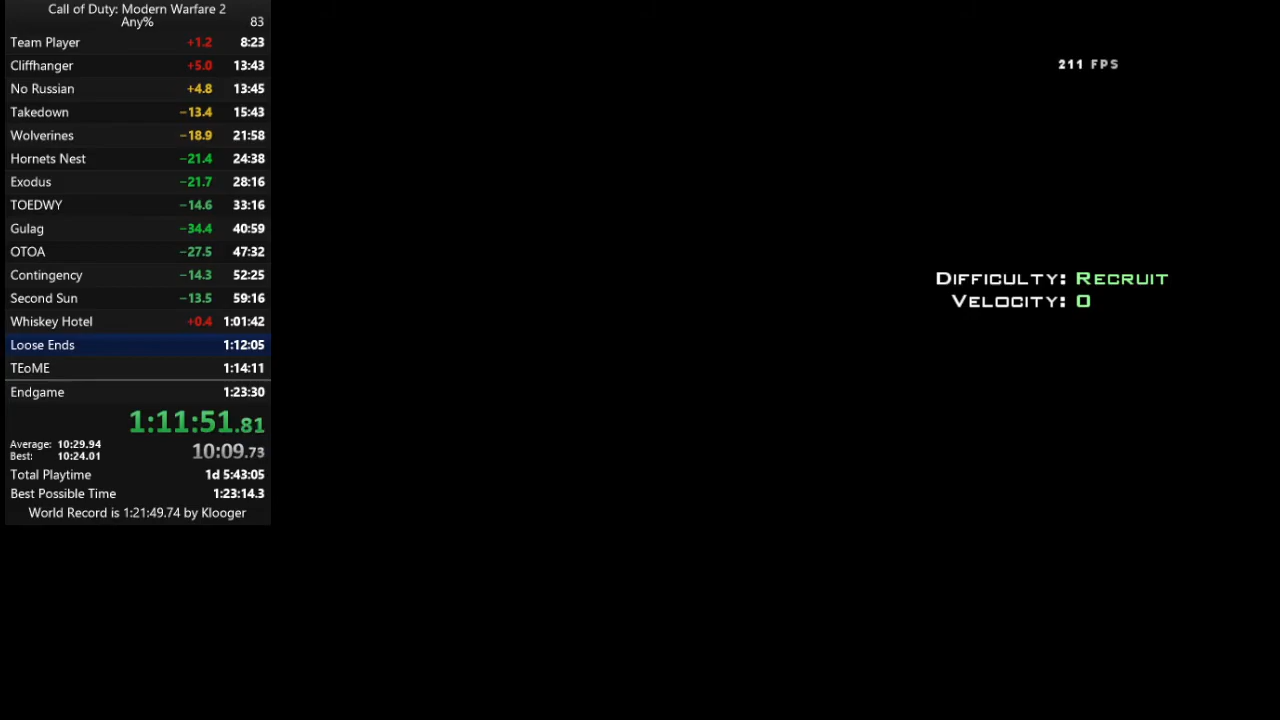 Call of Duty: Modern Warfare 2
Any% 83
Team Player +1.2 8:23
Cliffhanger +5.0 13:43
No Russian +4.8 13:45
Takedown −13.4 15:43
Wolverines −18.9 21:58
Hornets Nest −21.4 24:38
Exodus −21.7 28:16
TOEDWY −14.6 33:16
Gulag −34.4 40:59
OTOA −27.5 47:32
Contingency −14.3 52:25
Second Sun −13.5 59:16
Whiskey Hotel +0.4 1:01:42
Loose Ends 1:12:05
TEoME 1:14:11
Endgame 1:23:30
1:11:51.81
Average: 10:29.94
Best: 10:24.01
10:09.73
Total Playtime 1d 5:43:05
Best Possible Time 1:23:14.3
World Record is 1:21:49.74 by Klooger
211 FPS
Difficulty: Recruit
Velocity: 0